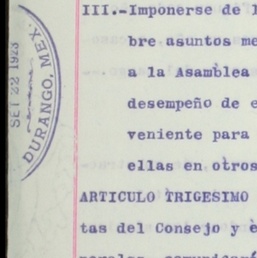 III.-Imponerse de l
bre asuntos me
a la Asamblea
desempeño de e
veniente para
ellas en otros
ARTICULO TRIGESIMO
tas del Consejo y è
SET 22 1923
DURANGO, MEX.